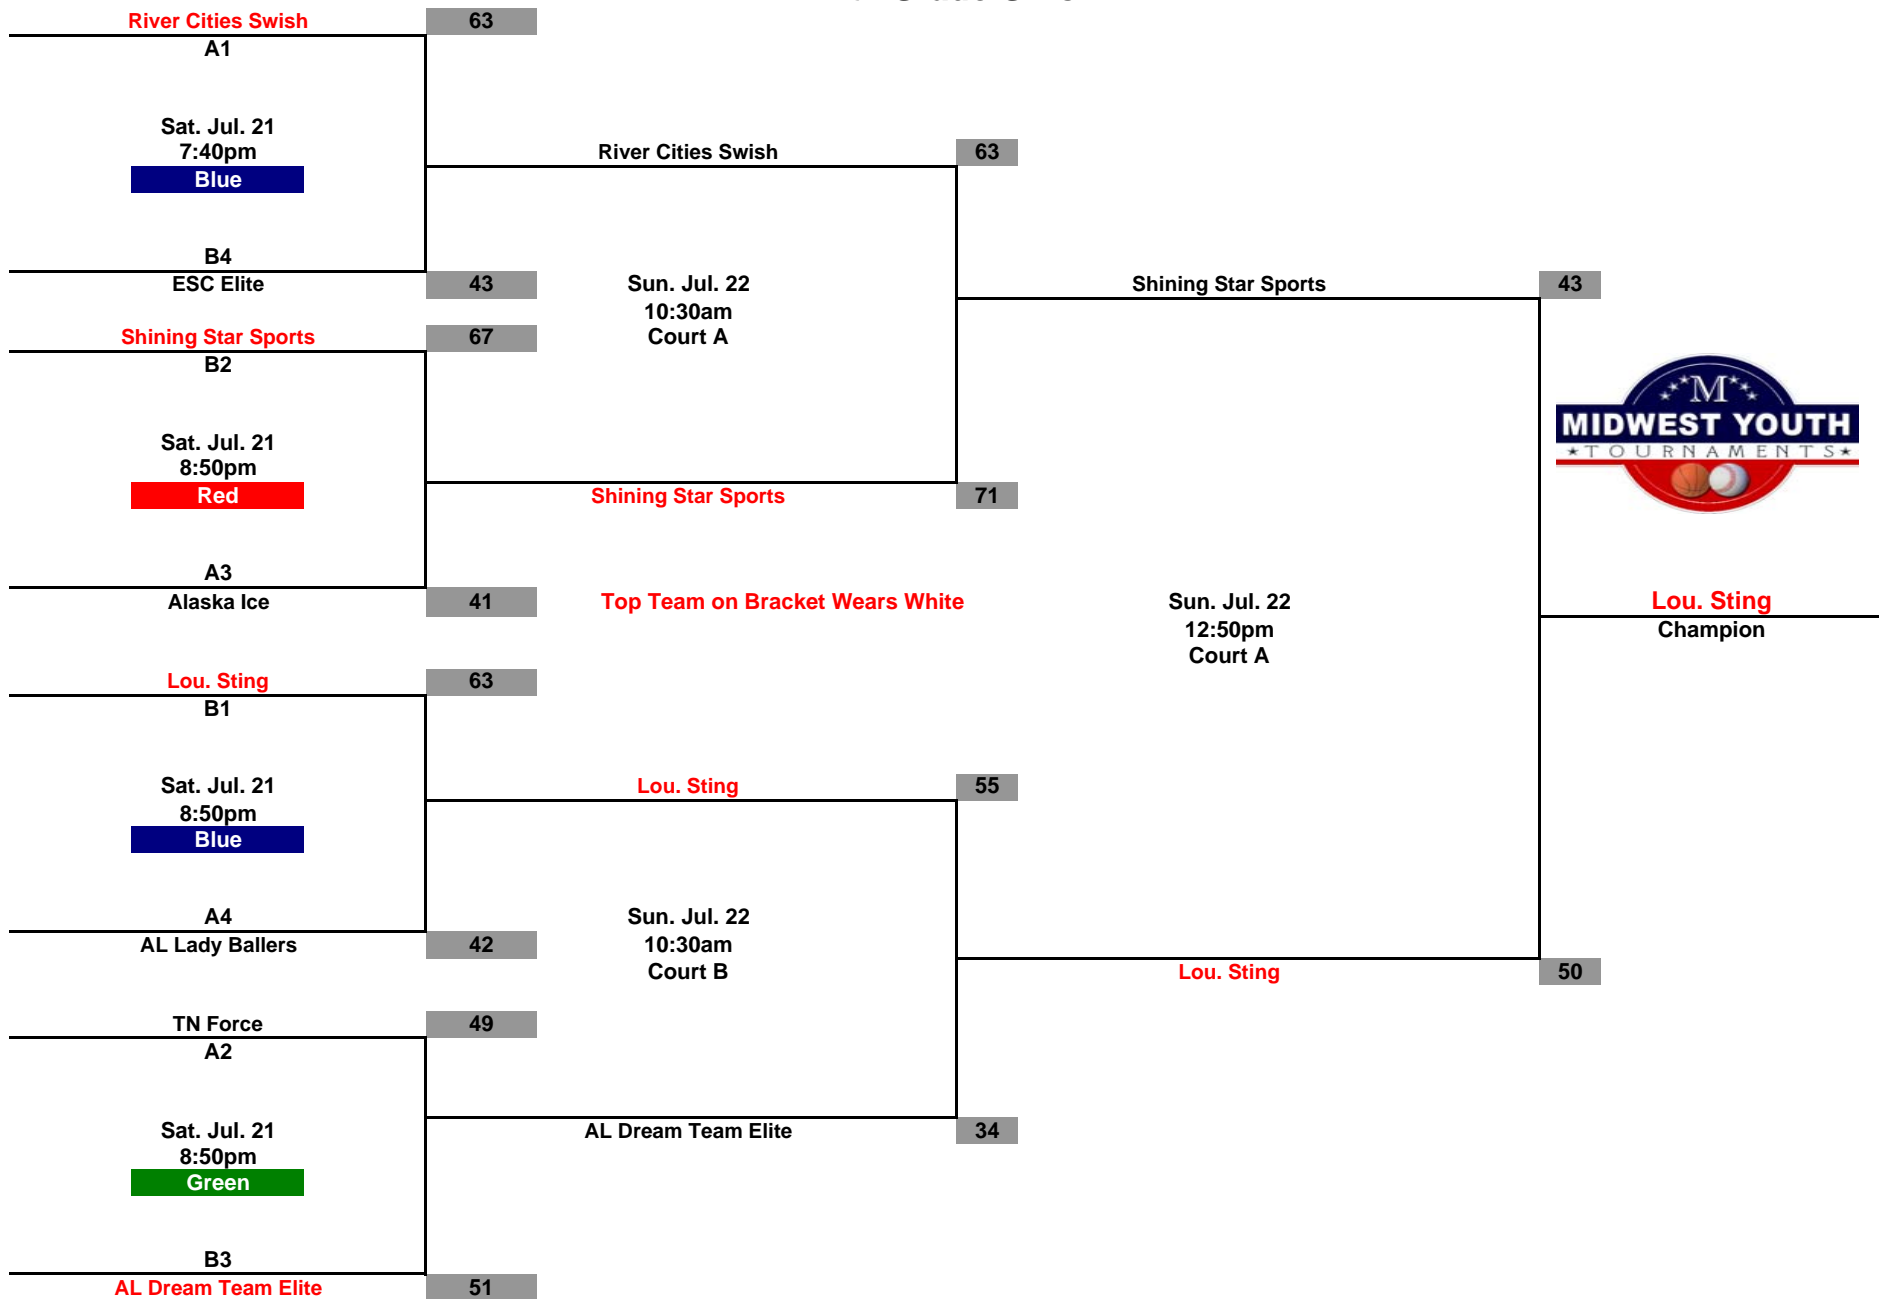 River Cities Swish 63
A1
Sat. Jul. 21
7:40pm
Blue
B4
ESC Elite 43
Shining Star Sports 67
B2
Sat. Jul. 21
8:50pm
Red
A3
Alaska Ice 41
Lou. Sting 63
B1
Sat. Jul. 21
8:50pm
Blue
A4
AL Lady Ballers 42
TN Force 49
A2
Sat. Jul. 21
8:50pm
Green
B3
AL Dream Team Elite 51
River Cities Swish 63
Sun. Jul. 22
10:30am
Court A
Shining Star Sports 71
Top Team on Bracket Wears White
Lou. Sting 55
Sun. Jul. 22
10:30am
Court B
AL Dream Team Elite 34
Shining Star Sports 43
Sun. Jul. 22
12:50pm
Court A
Lou. Sting 50
M
MIDWEST YOUTH
TOURNAMENTS
Lou. Sting
Champion